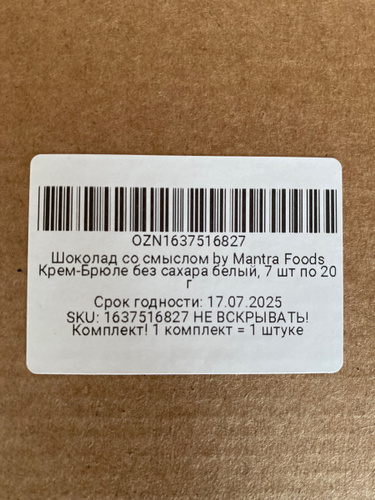 OZN1637516827
Шоколад со смыслом by Mantra Foods
Крем-Брюле без сахара белый, 7 шт по 20
г
Срок годности: 17.07.2025
SKU: 1637516827 НЕ ВСКРЫВАТЬ!
Комплект! 1 комплект = 1 штуке